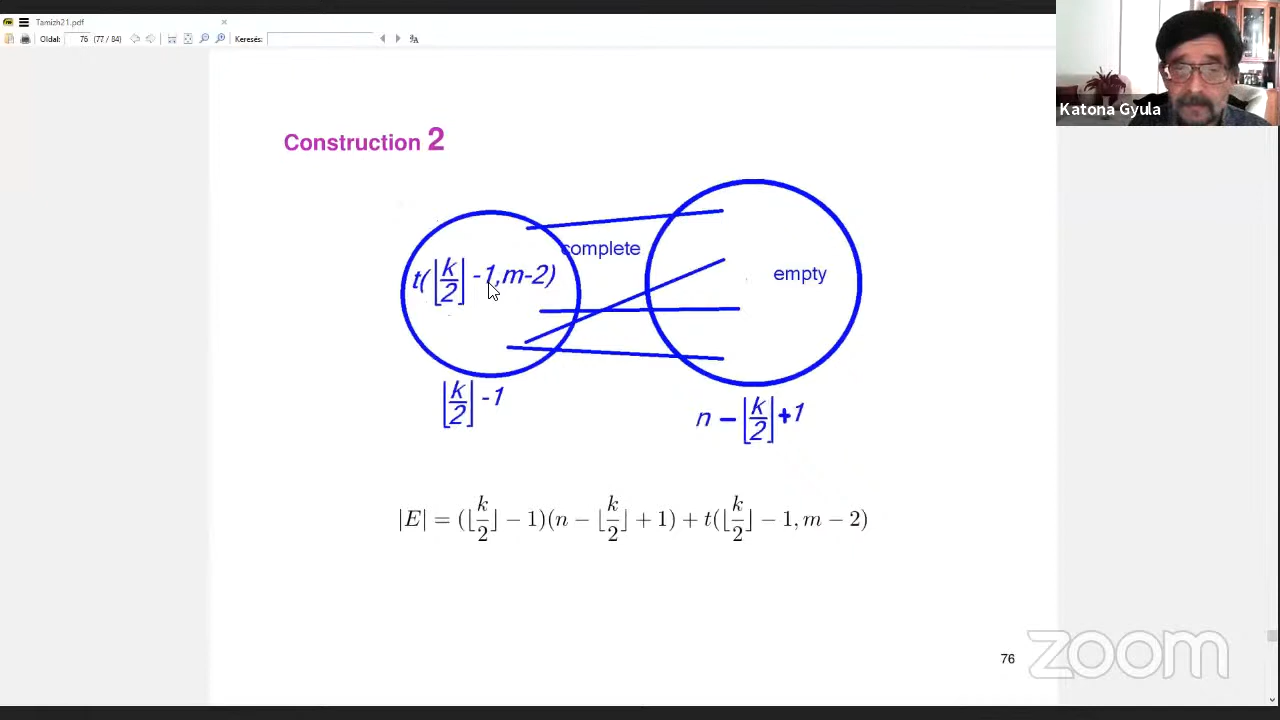 Tamizh21.pdf
Oldal: 76 (77 / 84) Keresés:
Katona Gyula
Construction 2
complete
t(⌊k/2⌋ -1, m-2)
empty
⌊k/2⌋ -1
n - ⌊k/2⌋ + 1
|E| = (⌊k/2⌋ − 1)(n − ⌊k/2⌋ + 1) + t(⌊k/2⌋ − 1, m − 2)
76
zoom